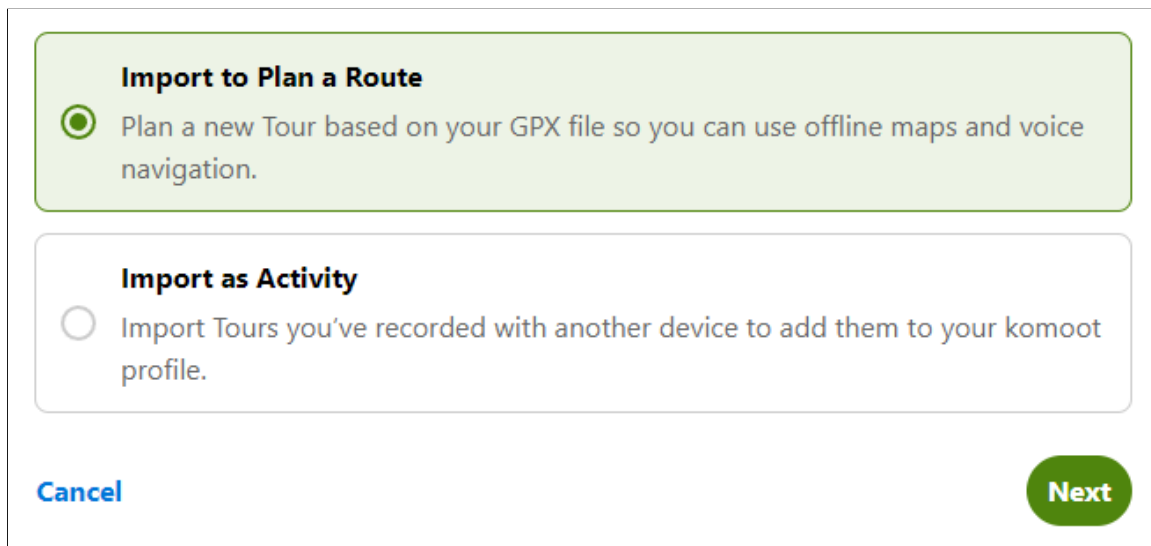 Import to Plan a Route
Plan a new Tour based on your GPX file so you can use offline maps and voice
navigation.
Import as Activity
Import Tours you’ve recorded with another device to add them to your komoot
profile.
Cancel
Next